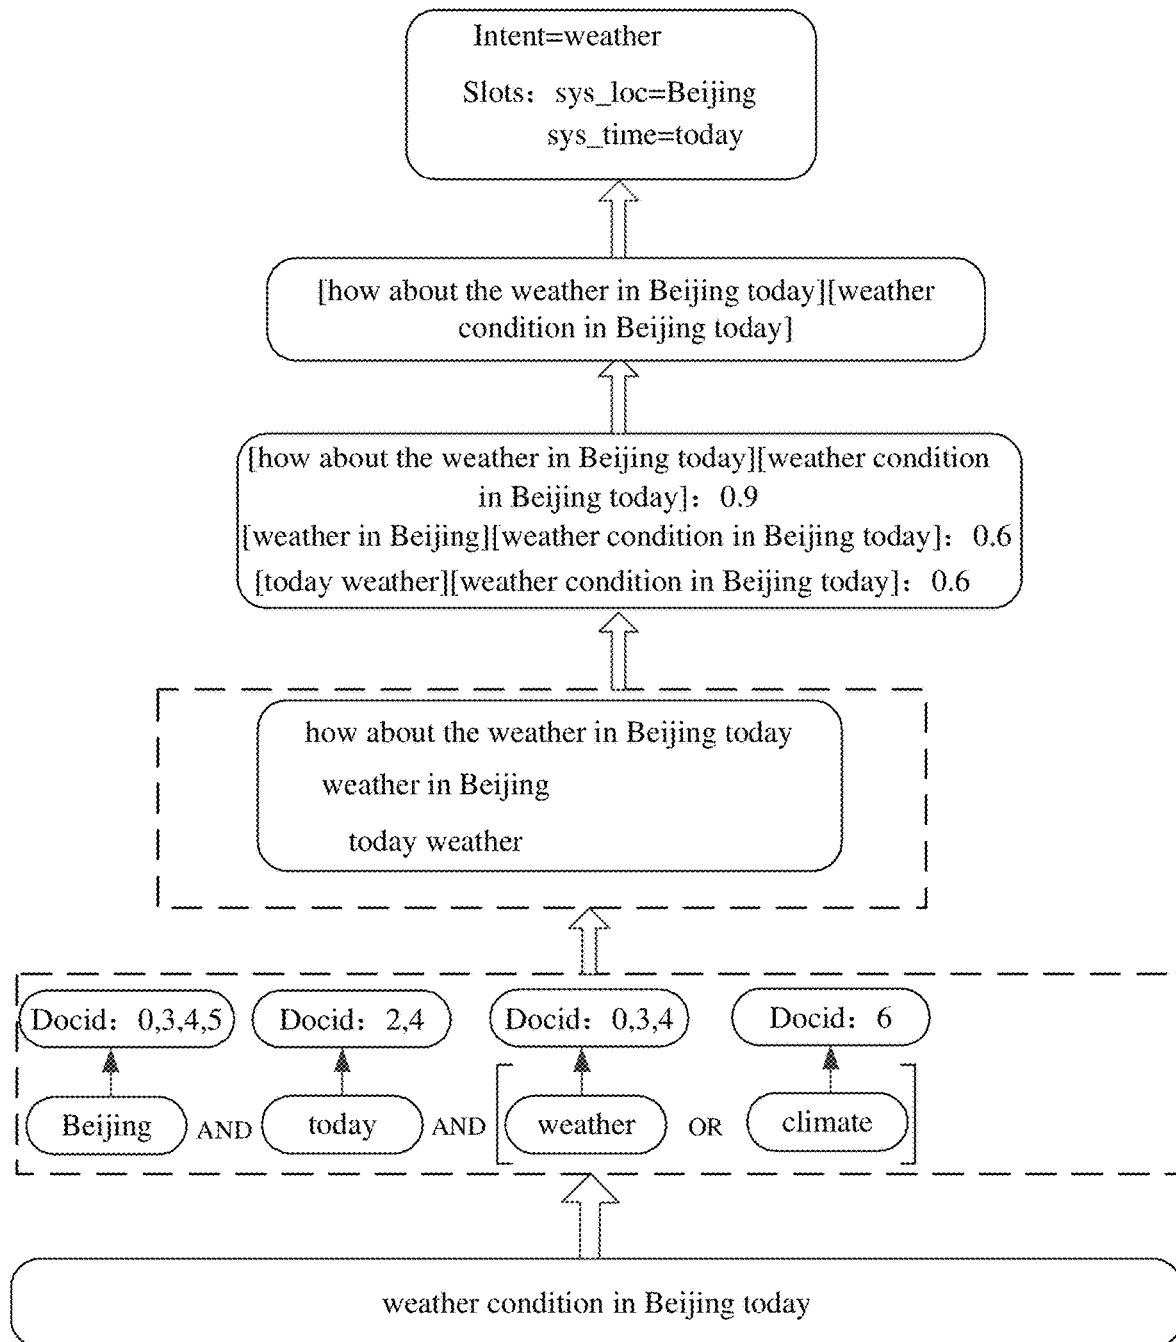 Intent=weather
Slots：sys_loc=Beijing
sys_time=today
[how about the weather in Beijing today][weather
condition in Beijing today]
[how about the weather in Beijing today][weather condition
in Beijing today]：0.9
[weather in Beijing][weather condition in Beijing today]：0.6
[today weather][weather condition in Beijing today]：0.6
how about the weather in Beijing today
weather in Beijing
today weather
Docid：0,3,4,5 Docid：2,4 Docid：0,3,4 Docid：6
Beijing AND today AND [ weather OR climate ]
weather condition in Beijing today